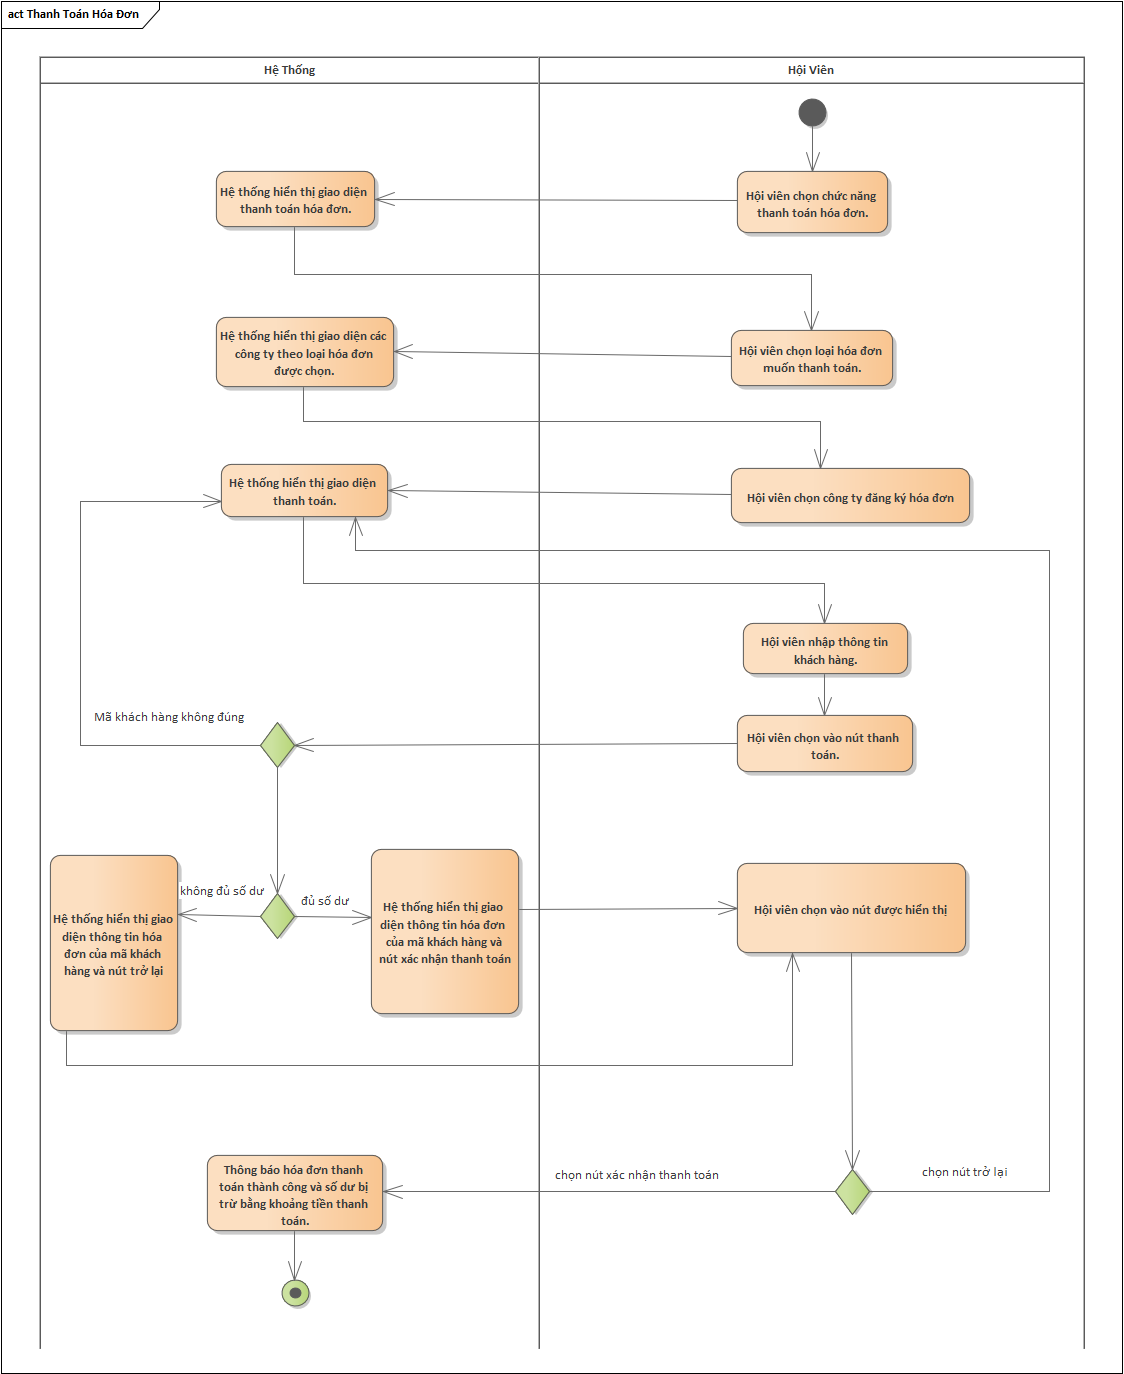 act Thanh Toán Hóa Đơn
Hệ Thống
Hội Viên
Hệ thống hiển thị giao diện
thanh toán hóa đơn.
Hội viên chọn chức năng
thanh toán hóa đơn.
Hệ thống hiển thị giao diện các
công ty theo loại hóa đơn
được chọn.
Hội viên chọn loại hóa đơn
muốn thanh toán.
Hệ thống hiển thị giao diện
thanh toán.
Hội viên chọn công ty đăng ký hóa đơn
Hội viên nhập thông tin
khách hàng.
Mã khách hàng không đúng
Hội viên chọn vào nút thanh
toán.
không đủ số dư
đủ số dư
Hệ thống hiển thị giao
diện thông tin hóa
đơn của mã khách
hàng và nút trở lại
Hệ thống hiển thị giao
diện thông tin hóa đơn
của mã khách hàng và
nút xác nhận thanh toán
Hội viên chọn vào nút được hiển thị
Thông báo hóa đơn thanh
toán thành công và số dư bị
trừ bằng khoảng tiền thanh
toán.
chọn nút xác nhận thanh toán
chọn nút trở lại